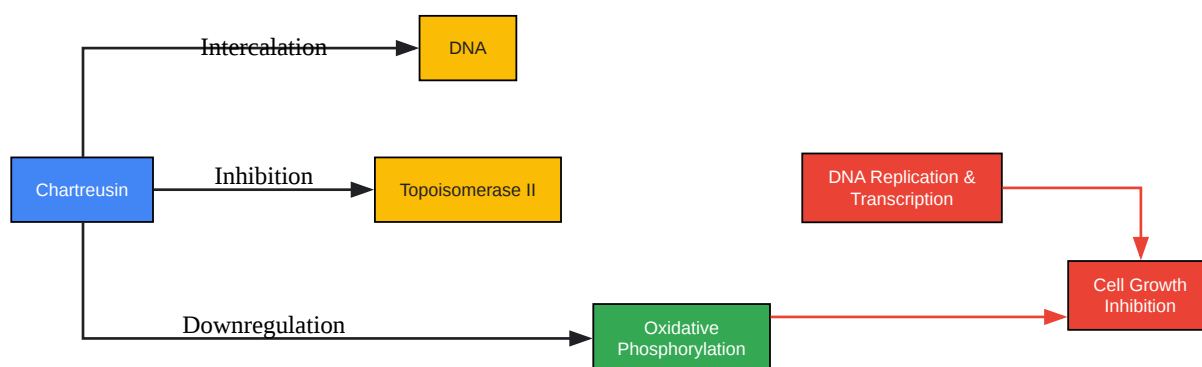 Intercalation
DNA
Chartreusin
Inhibition
Topoisomerase II
DNA Replication &
Transcription
Cell Growth
Inhibition
Downregulation
Oxidative
Phosphorylation